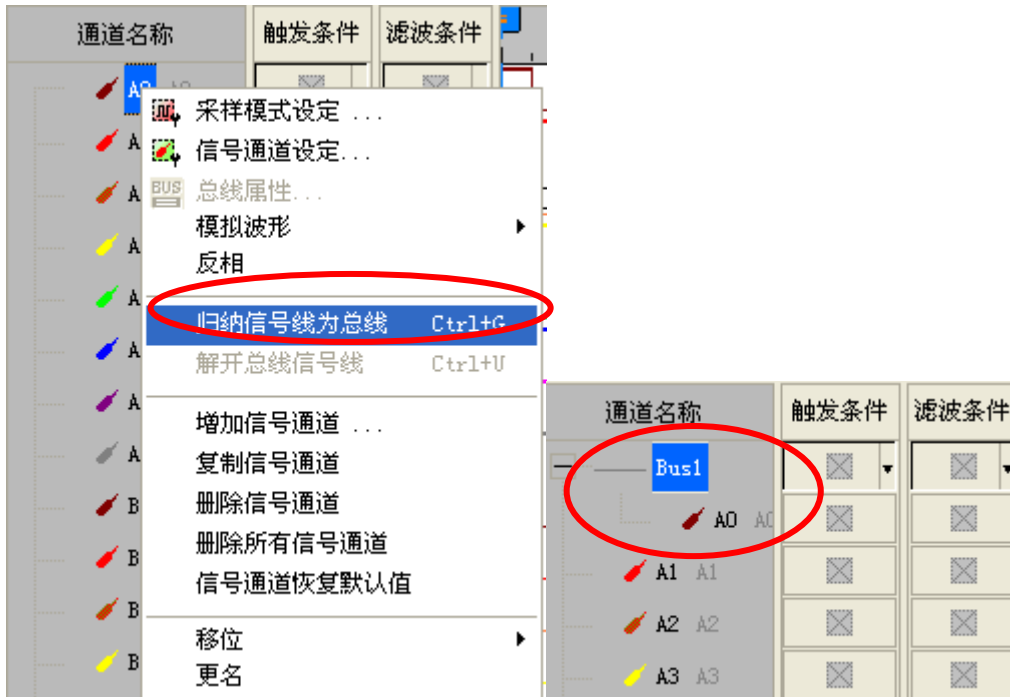 通道名称 触发条件 滤波条件
A0 A0
采样模式设定 ...
A
信号通道设定...
BUS 总线属性...
A
模拟波形
A
反相
A
归纳信号线为总线 Ctrl+G
A
解开总线信号线 Ctrl+U
A
增加信号通道 ...
A
复制信号通道
B
删除信号通道
删除所有信号通道
B
信号通道恢复默认值
B
移位
B
更名
通道名称 触发条件 滤波条件
Bus1
A0 A0
A1 A1
A2 A2
A3 A3